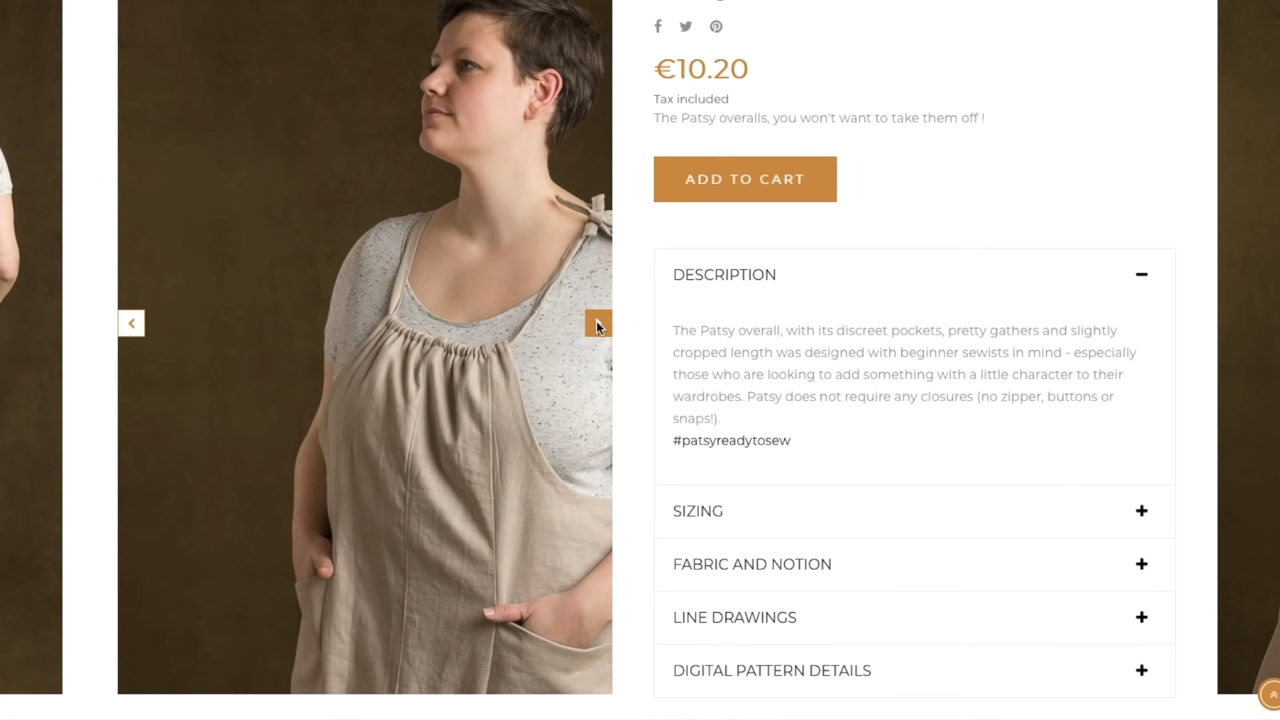 €10.20
Tax included
The Patsy overalls, you won't want to take them off !
ADD TO CART
DESCRIPTION
The Patsy overall, with its discreet pockets, pretty gathers and slightly
cropped length was designed with beginner sewists in mind - especially
those who are looking to add something with a little character to their
wardrobes. Patsy does not require any closures (no zipper, buttons or
snaps!).
#patsyreadytosew
SIZING
FABRIC AND NOTION
LINE DRAWINGS
DIGITAL PATTERN DETAILS